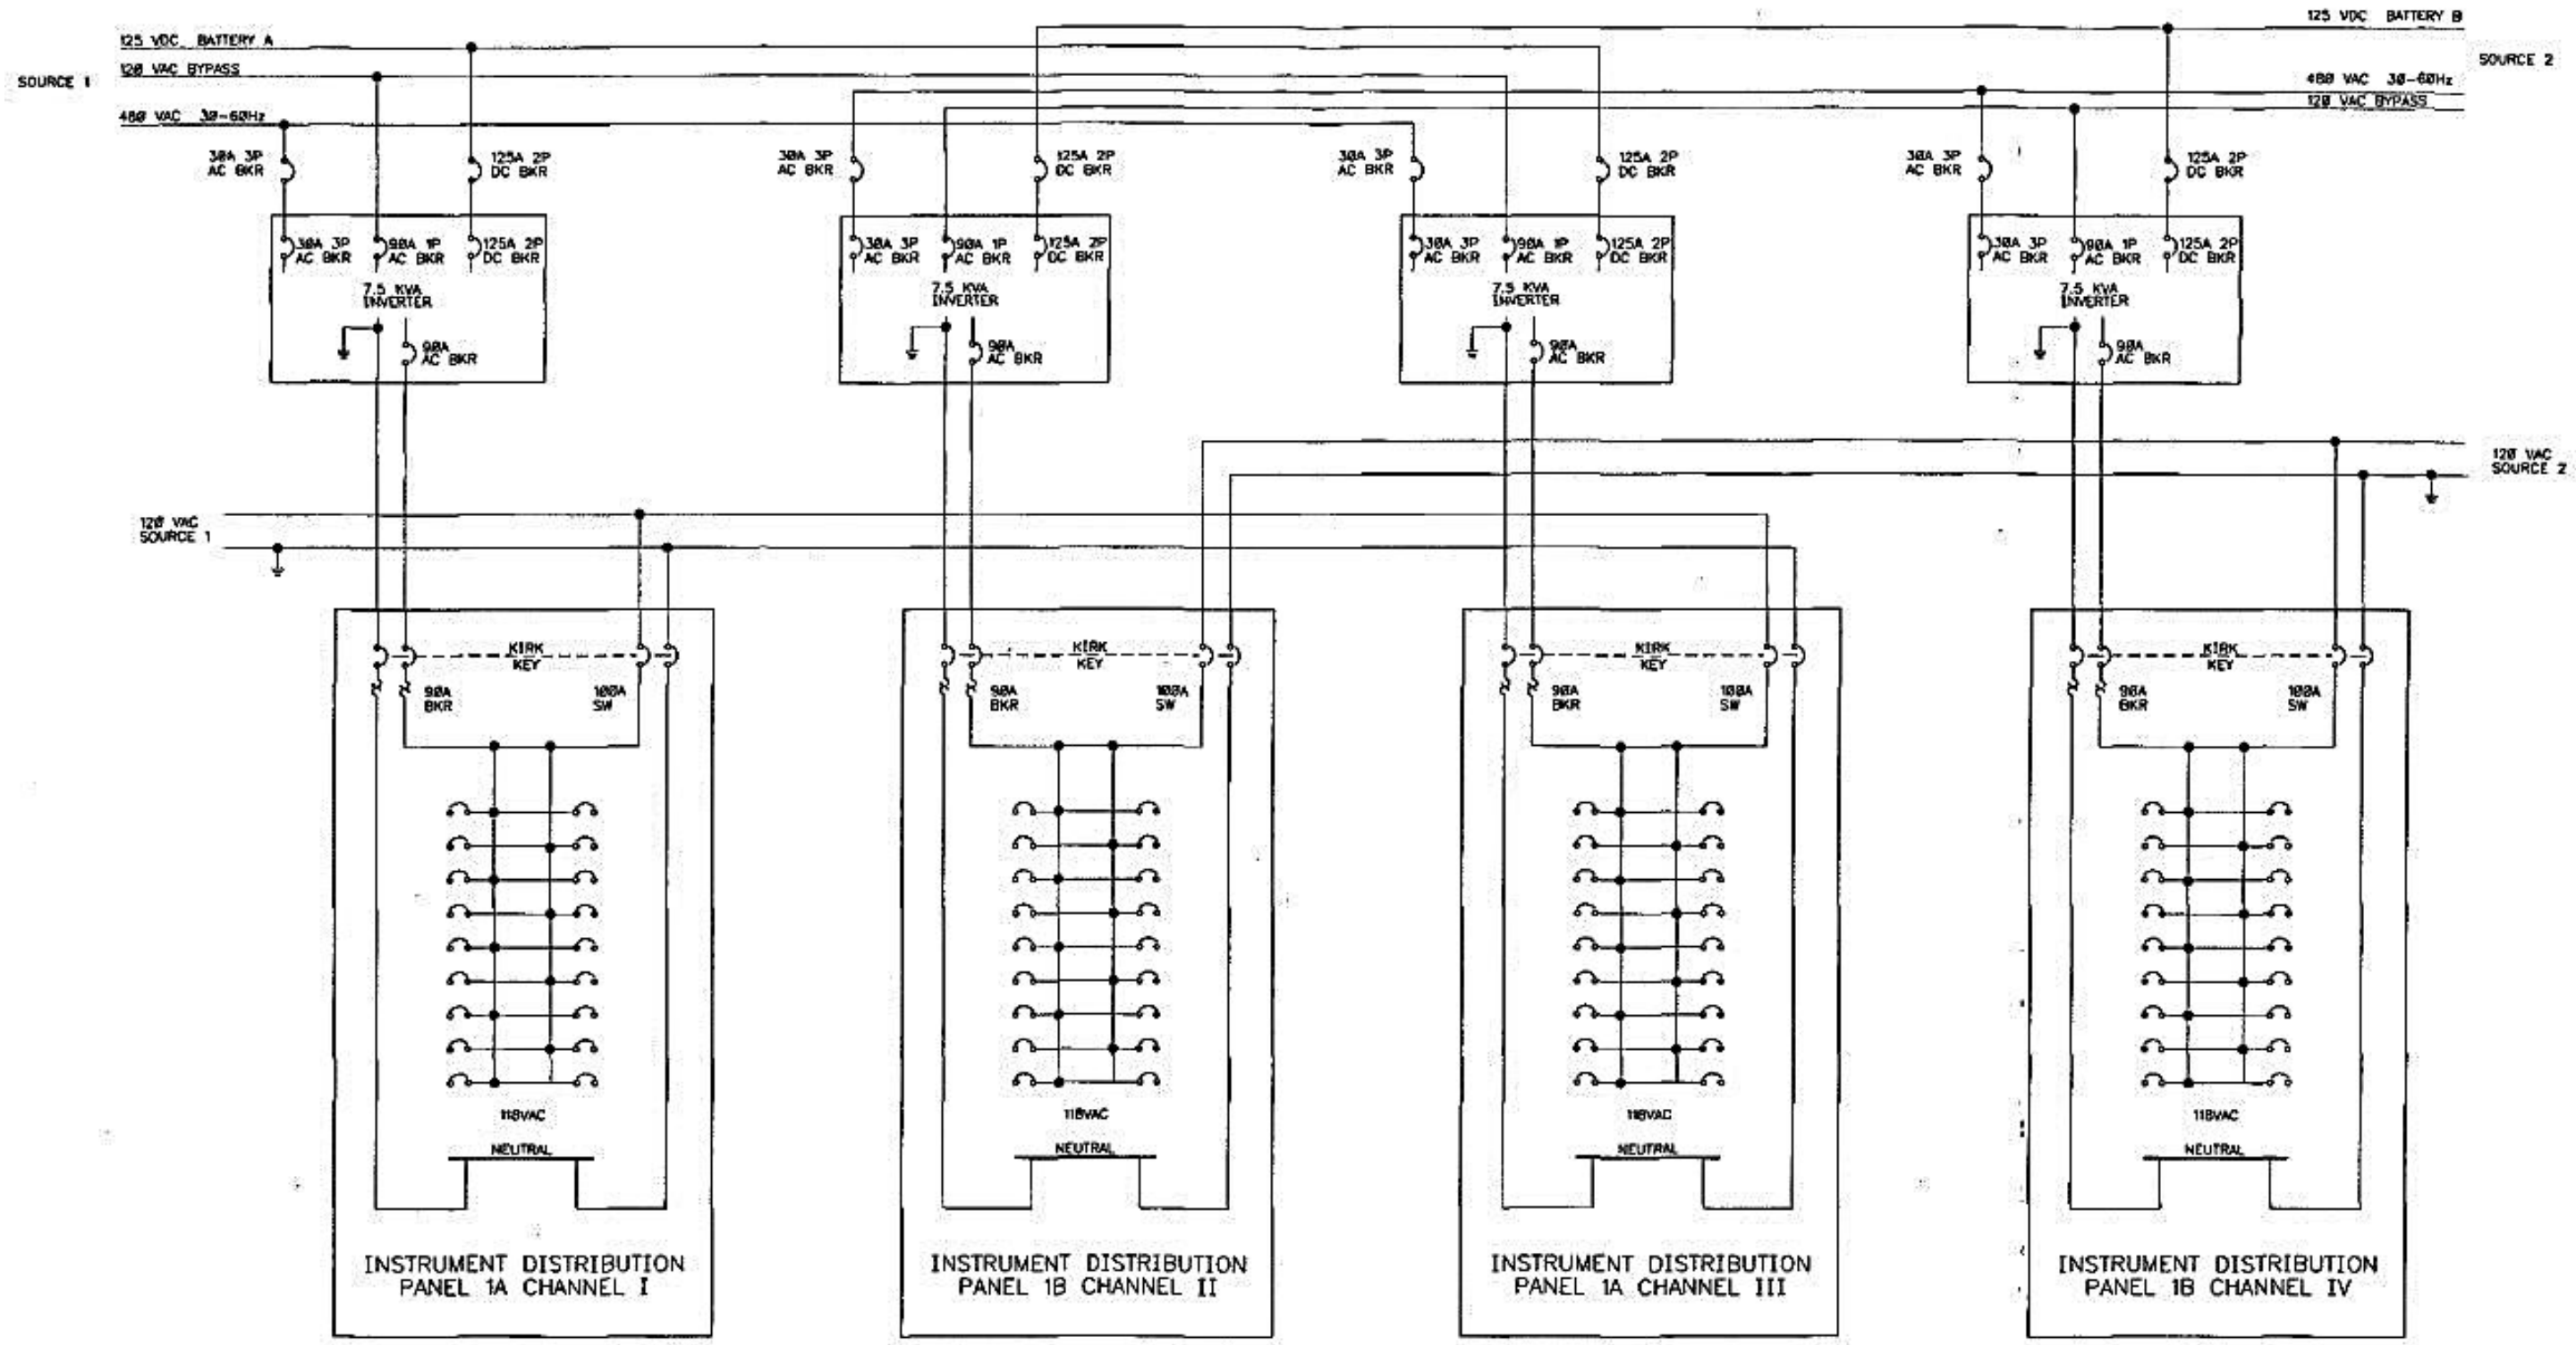 125 VDC BATTERY B
125 VDC BATTERY A
SOURCE 2
120 VAC BYPASS
SOURCE 1
480 VAC 30-60Hz
120 VAC BYPASS
480 VAC 30-60Hz
30A 3P
AC BKR
125A 2P
DC BKR
30A 3P
AC BKR
125A 2P
DC BKR
30A 3P
AC BKR
125A 2P
DC BKR
30A 3P
AC BKR
125A 2P
DC BKR
30A 3P
AC BKR
90A 1P
AC BKR
125A 2P
DC BKR
30A 3P
AC BKR
90A 1P
AC BKR
125A 2P
DC BKR
30A 3P
AC BKR
90A 1P
AC BKR
125A 2P
DC BKR
30A 3P
AC BKR
90A 1P
AC BKR
125A 2P
DC BKR
7.5 KVA
INVERTER
7.5 KVA
INVERTER
7.5 KVA
INVERTER
7.5 KVA
INVERTER
90A
AC BKR
90A
AC BKR
90A
AC BKR
90A
AC BKR
120 VAC
SOURCE 2
120 VAC
SOURCE 1
KIRK
KEY
KIRK
KEY
KIRK
KEY
KIRK
KEY
90A
BKR
100A
SW
90A
BKR
100A
SW
90A
BKR
100A
SW
90A
BKR
100A
SW
118VAC
118VAC
118VAC
118VAC
NEUTRAL
NEUTRAL
NEUTRAL
NEUTRAL
INSTRUMENT DISTRIBUTION
PANEL 1A CHANNEL I
INSTRUMENT DISTRIBUTION
PANEL 1B CHANNEL II
INSTRUMENT DISTRIBUTION
PANEL 1A CHANNEL III
INSTRUMENT DISTRIBUTION
PANEL 1B CHANNEL IV